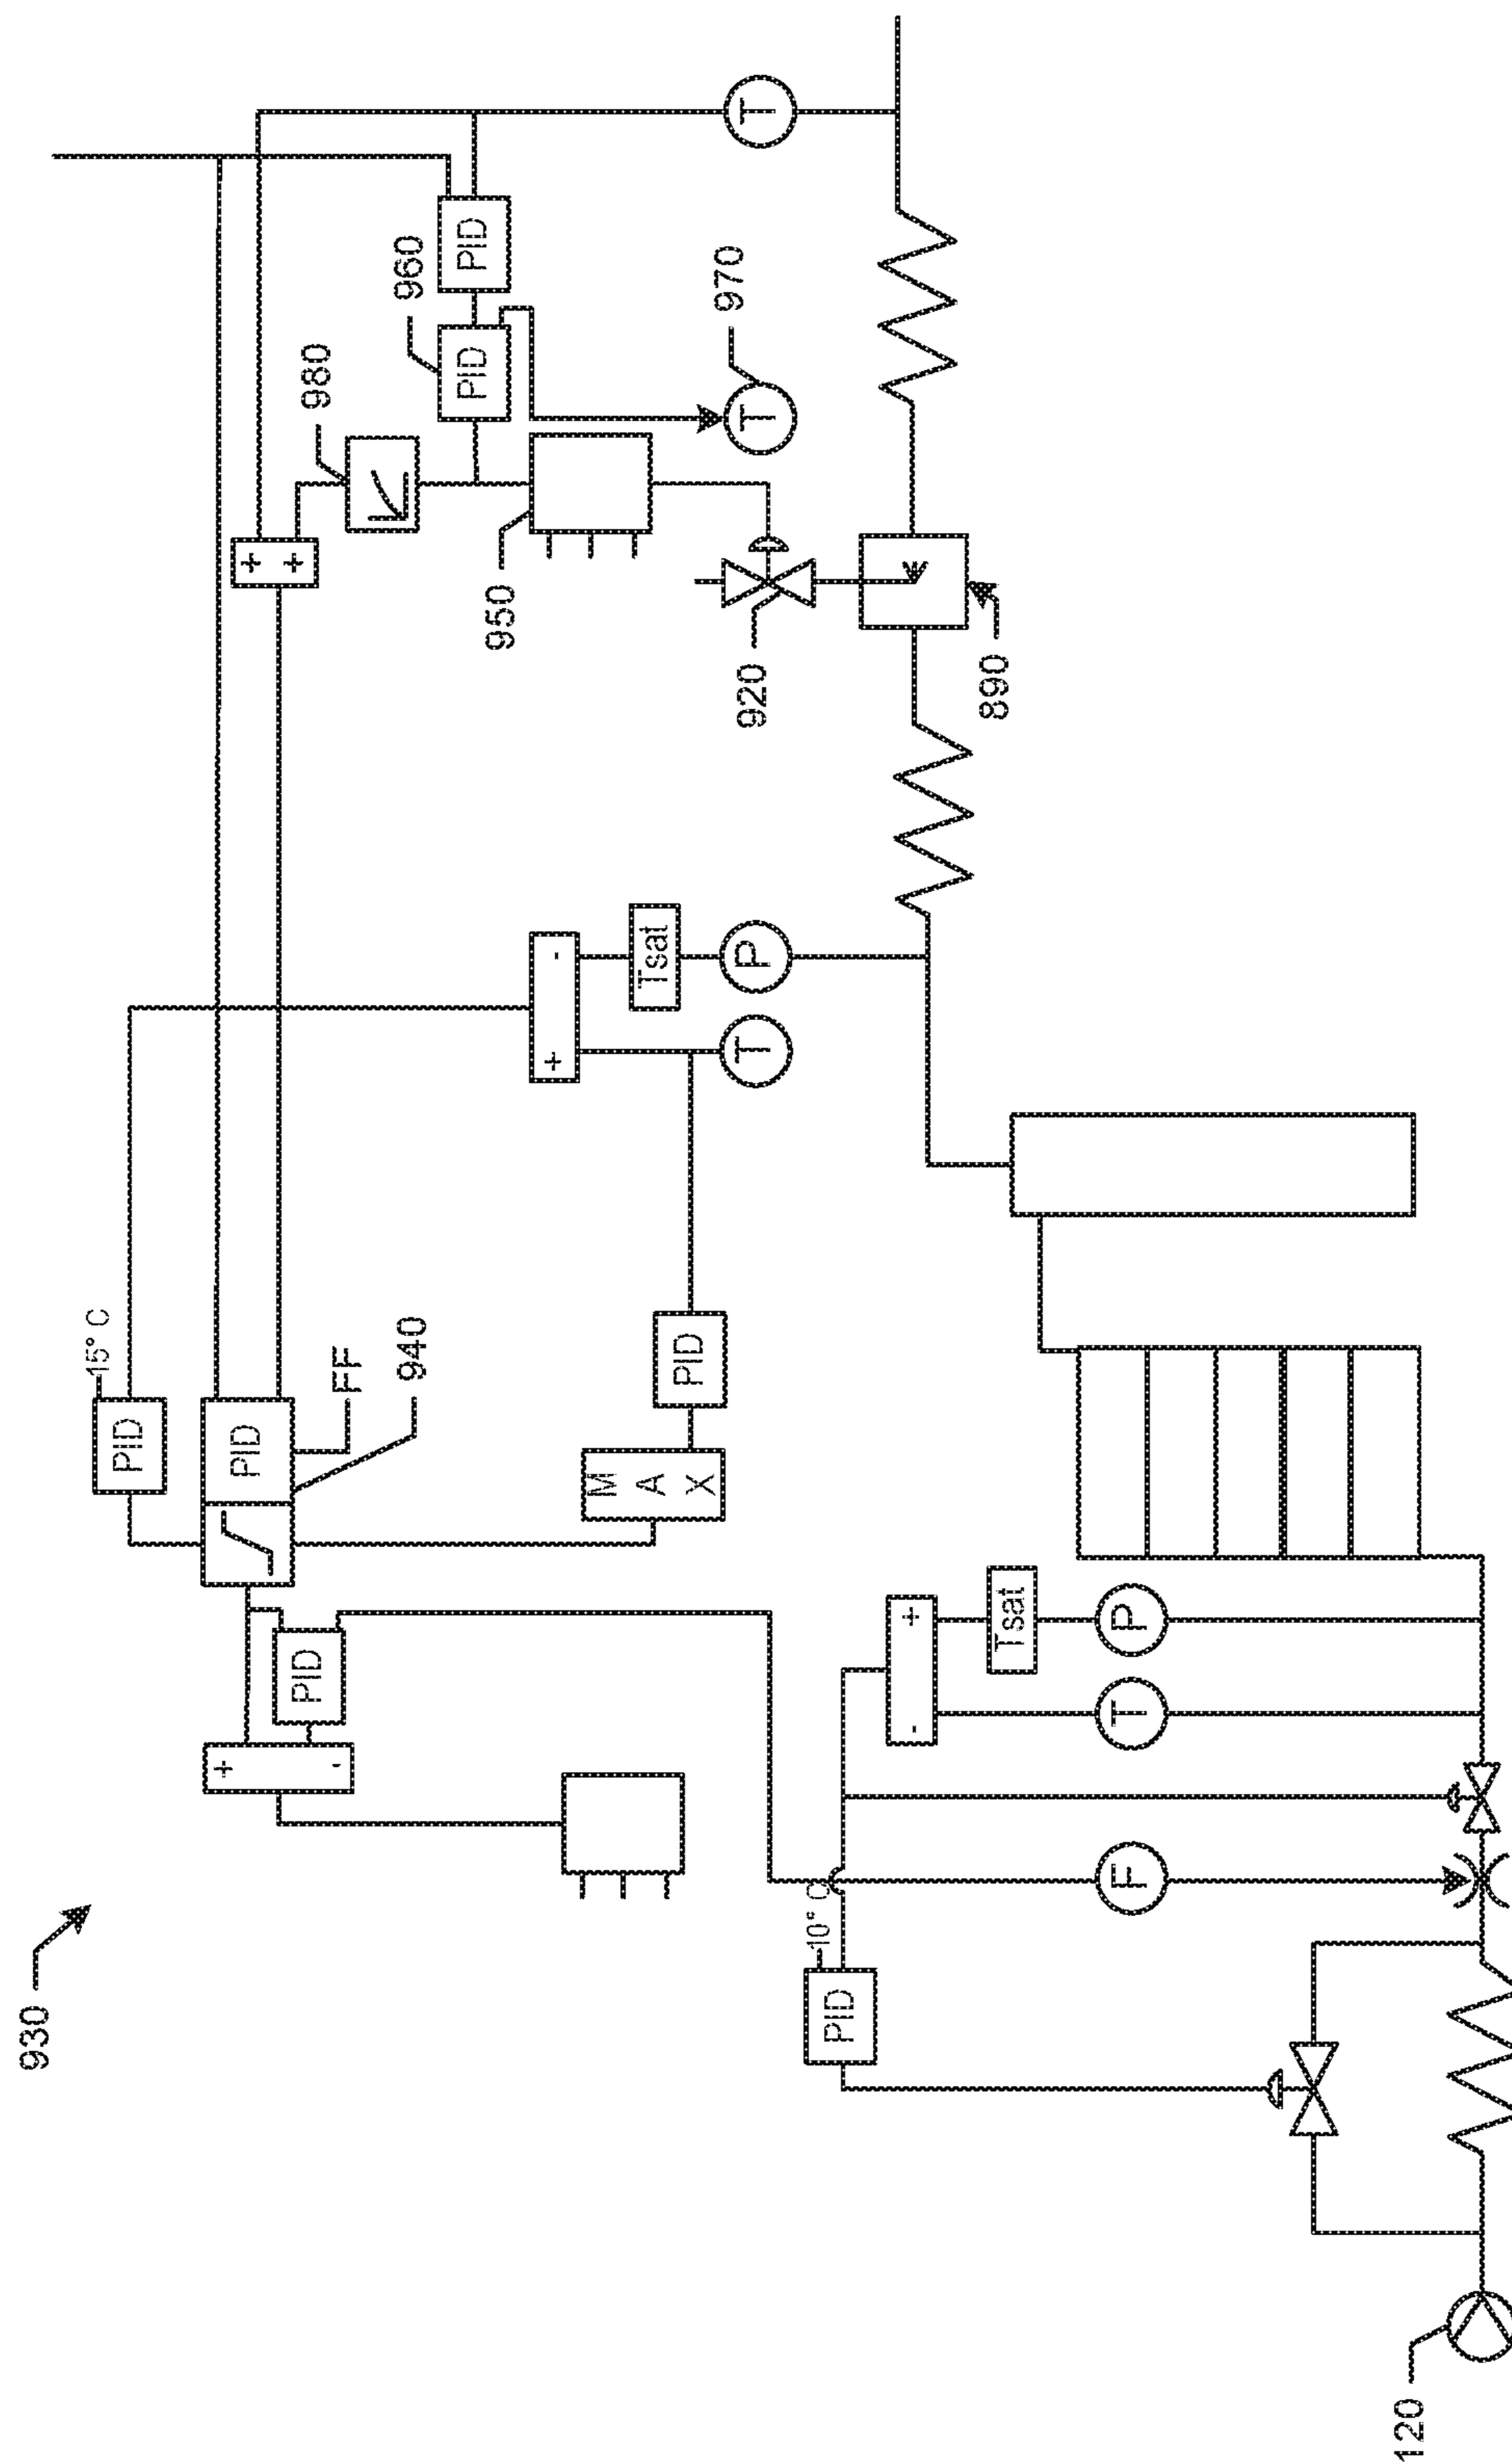 930
15° C
PID
+
PID
+
+
PID
-
980
FF
960
940
PID
PID
950
+ -
M
A
X
Tsat
PID
970
920
T
P
T
T
10° C
PID
- +
890
Tsat
F
T
P
120